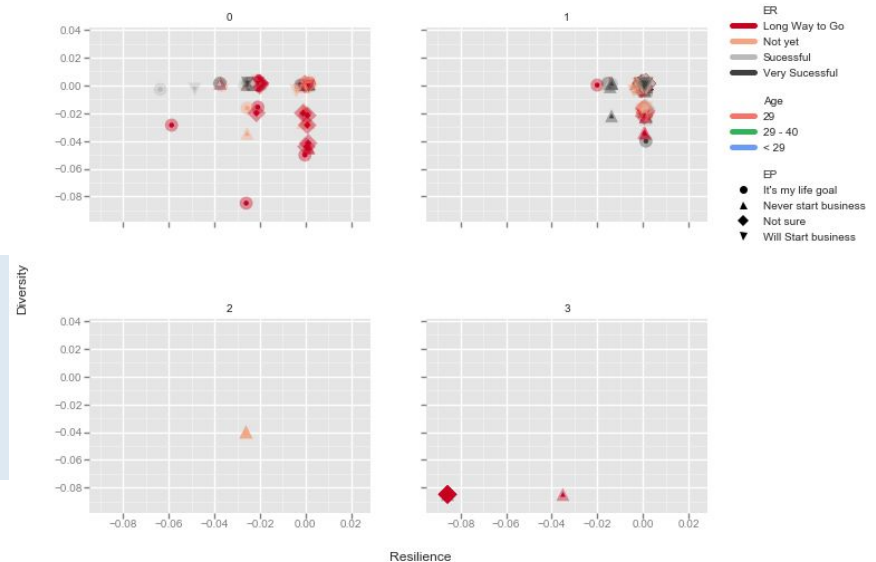 0
1
ER
Long Way to Go
Not yet
Sucessful
Very Sucessful
Age
29
29 - 40
< 29
EP
It's my life goal
Never start business
Not sure
Will Start business
0.04
0.02
0.00
−0.02
−0.04
−0.06
−0.08
Diversity
2
3
0.04
0.02
0.00
−0.02
−0.04
−0.06
−0.08
−0.08 −0.06 −0.04 −0.02 0.00 0.02
−0.08 −0.06 −0.04 −0.02 0.00 0.02
Resilience